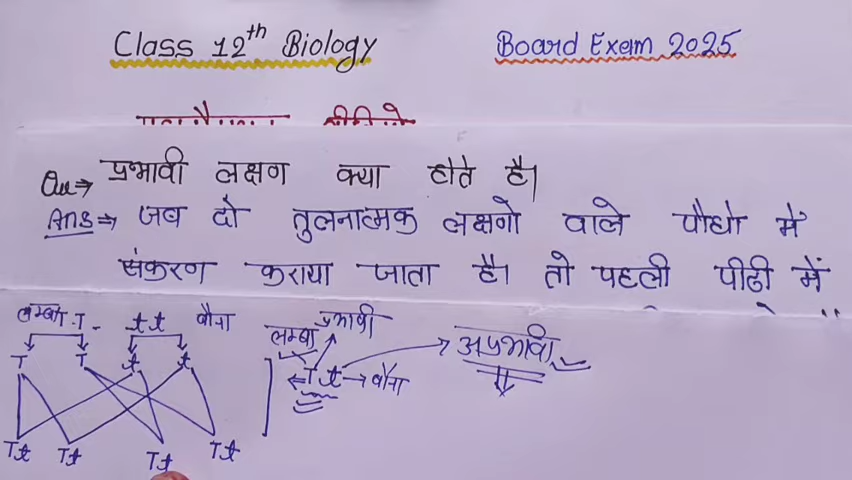 Class 12th Biology
Board Exam 2025
Qu⇒ प्रभावी लक्षण क्या होते है।
Ans⇒ जब दो तुलनात्मक लक्षणो वाले पौधो में
संकरण कराया जाता है। तो पहली पीढी में
लम्बा T T - t t बौना
T T t t
लम्बा प्रभावी
← T t → बौना
अप्रभावी
Tt Tt Tt Tt